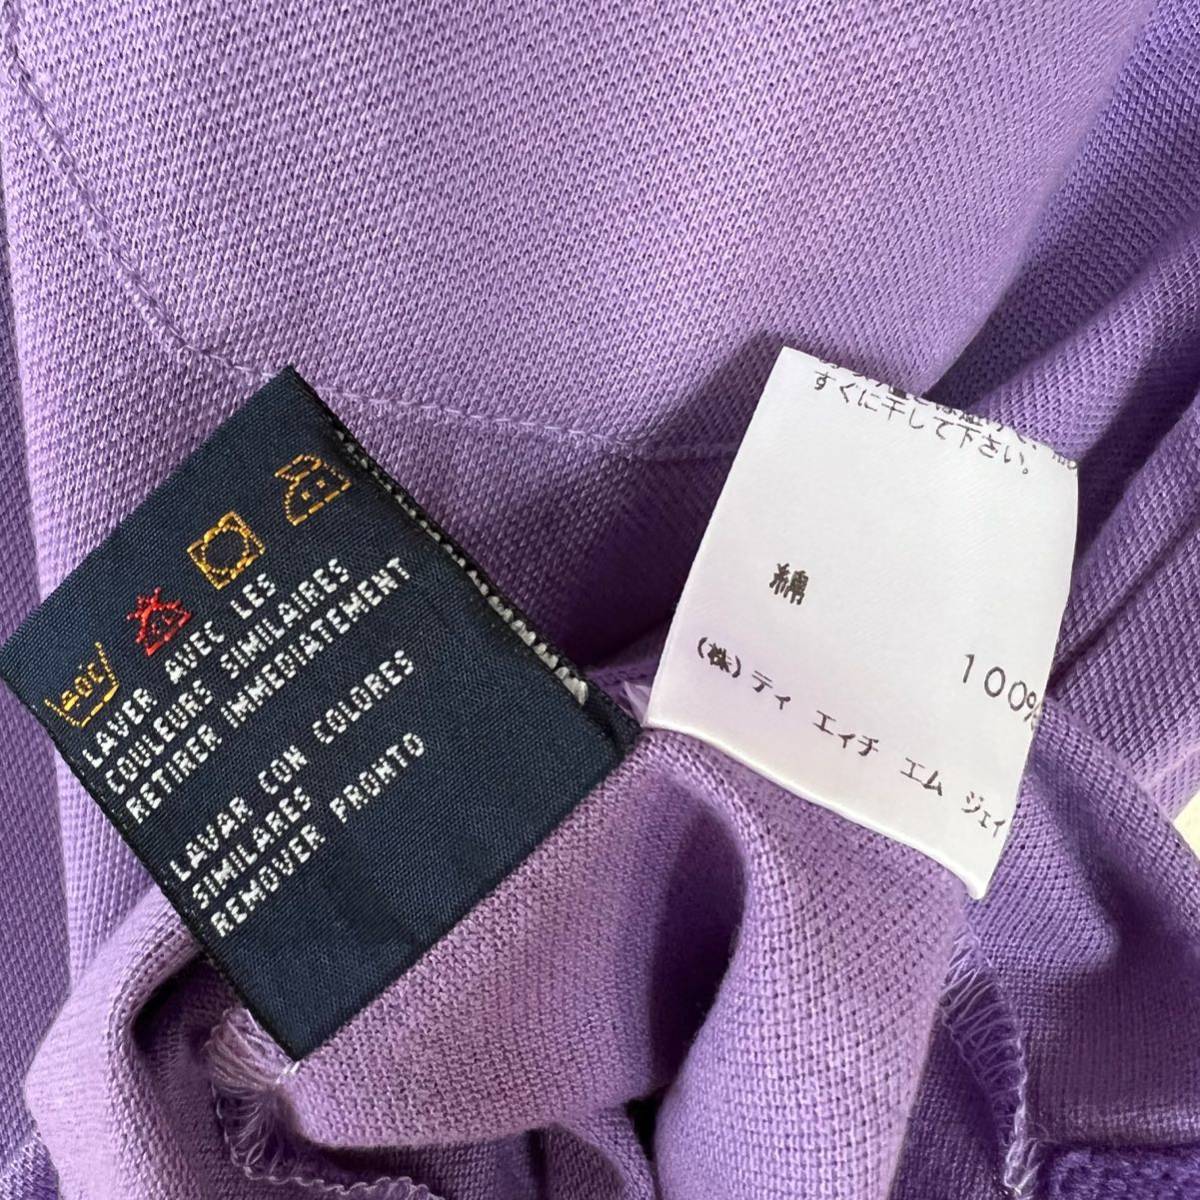 40°C
LAVER AVEC LES
COULEURS SIMILAIRES
RETIRER IMMEDIATEMENT
LAVAR CON COLORES
SIMILARES
REMOVER PRONTO
すぐに干して下さい。
綿
100%
(株)ティ エイチ エム ジェイ